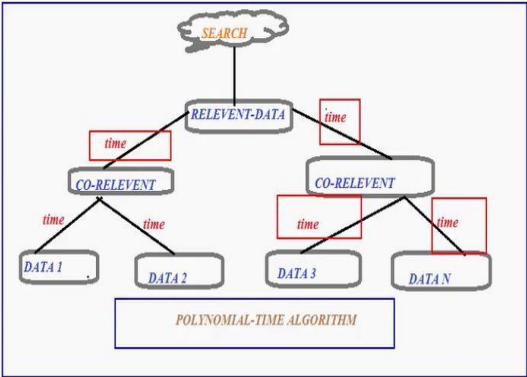 SEARCH
RELEVENT-DATA
time
time
CO-RELEVENT
CO-RELEVENT
time
time
time
time
DATA 1
DATA 2
DATA 3
DATA N
POLYNOMIAL-TIME ALGORITHM